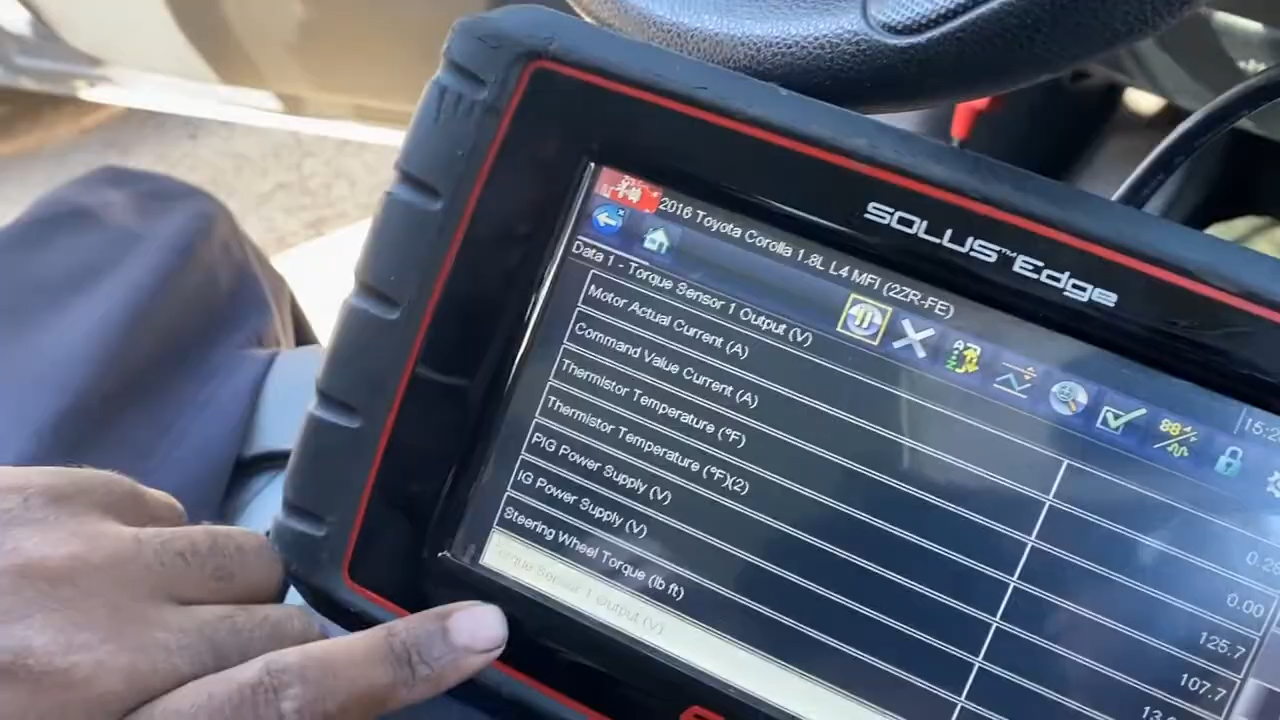 SOLUS™ Edge
2016 Toyota Corolla 1.8L L4 MFI (2ZR-FE)
Data 1 - Torque Sensor 1 Output (V)
Motor Actual Current (A)
Command Value Current (A)
0.28
Thermistor Temperature (°F)
0.00
Thermistor Temperature (°F)(2)
125.7
PIG Power Supply (V)
107.7
IG Power Supply (V)
Steering Wheel Torque (lb ft)
Torque Sensor 1 Output (V)